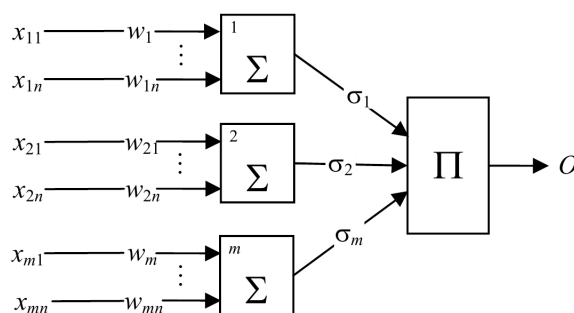 x11 w1 1
⋮ Σ
x1n w1n
σ1
x21 w21 2
⋮ Σ σ2 Π O
x2n w2n
σm
xm1 wm m
⋮ Σ
xmn wmn